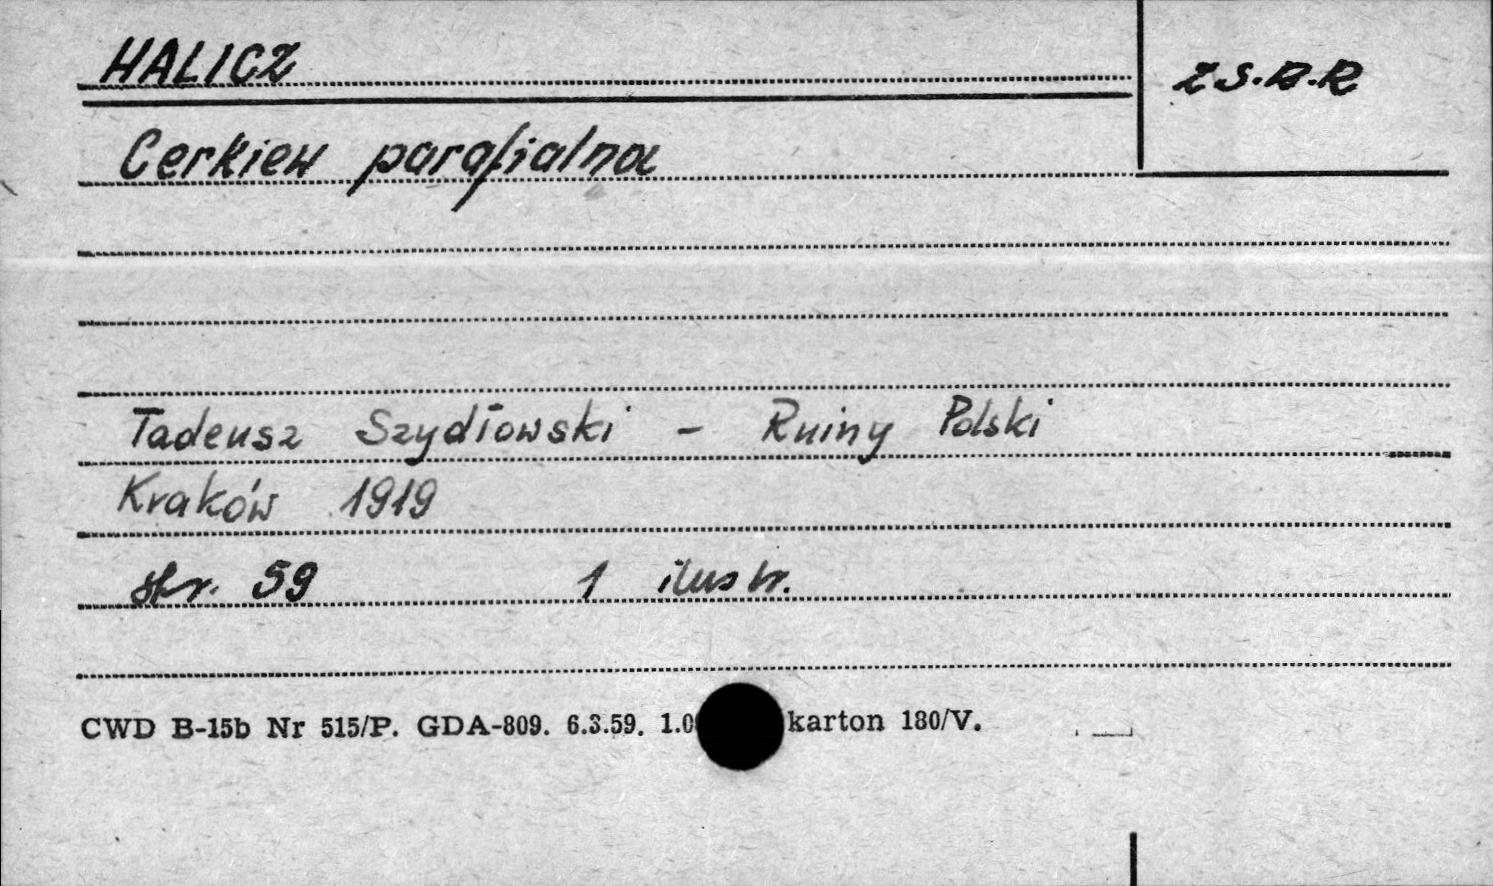 HALICZ
Z S.R.R
Cerkiew parafialna
Tadeusz Szydłowski - Ruiny Polski
Kraków 1919
str. 59 1 ilustr.
CWD B-15b Nr 515/P. GDA-809. 6.3.59. 1.0 karton 180/V.